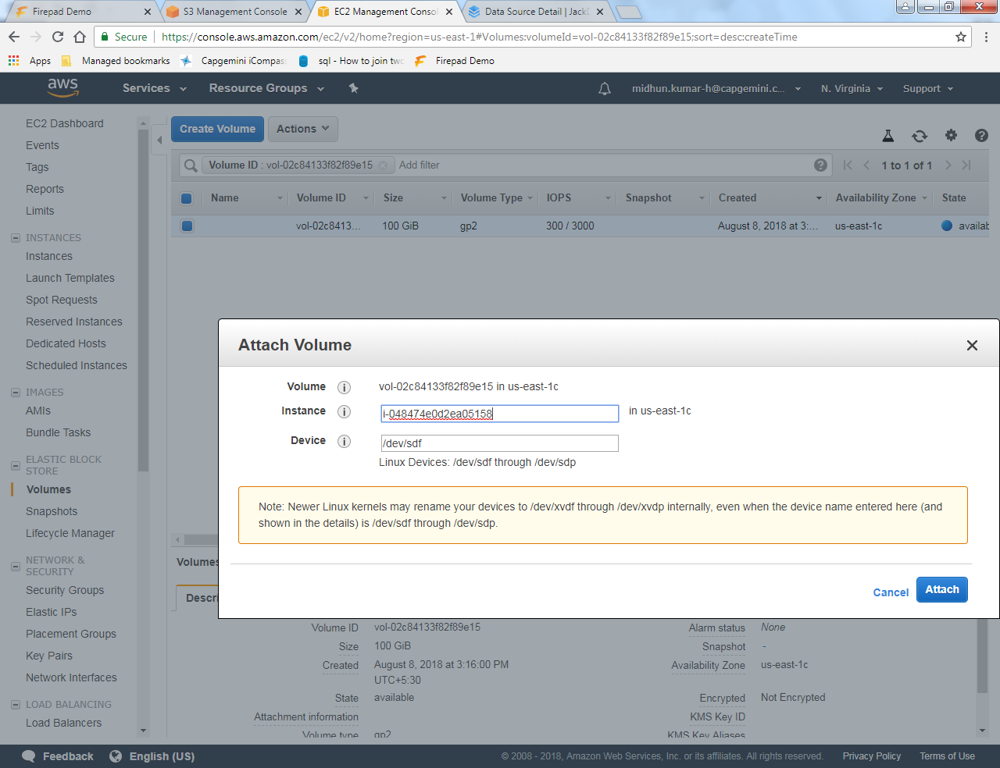 Firepad Demo
S3 Management Console
EC2 Management Conso
Data Source Detail | Jack
Secure
https://console.aws.amazon.com/ec2/v2/home?region=us-east-1#Volumes:volumeId=vol-02c84133f82f89e15;sort=desc:createTime
Apps
Managed bookmarks
Capgemini iCompas
sql - How to join two
Firepad Demo
aws
Services
Resource Groups
midhun.kumar-h@capgemini.c...
N. Virginia
Support
EC2 Dashboard
Events
Tags
Reports
Limits
INSTANCES
Instances
Launch Templates
Spot Requests
Reserved Instances
Dedicated Hosts
Scheduled Instances
IMAGES
AMIs
Bundle Tasks
ELASTIC BLOCK
STORE
Volumes
Snapshots
Lifecycle Manager
NETWORK &
SECURITY
Security Groups
Elastic IPs
Placement Groups
Key Pairs
Network Interfaces
LOAD BALANCING
Load Balancers
Create Volume
Actions
Volume ID : vol-02c84133f82f89e15
Add filter
1 to 1 of 1
Name Volume ID Size Volume Type IOPS Snapshot Created Availability Zone State
vol-02c8413... 100 GiB gp2 300 / 3000 August 8, 2018 at 3:... us-east-1c availab
Attach Volume
Volume vol-02c84133f82f89e15 in us-east-1c
Instance i-048474e0d2ea05158 in us-east-1c
Device /dev/sdf
Linux Devices: /dev/sdf through /dev/sdp
Note: Newer Linux kernels may rename your devices to /dev/xvdf through /dev/xvdp internally, even when the device name entered here (and
shown in the details) is /dev/sdf through /dev/sdp.
Cancel
Attach
Volumes
Descri
Volume ID vol-02c84133f82f89e15 Alarm status None
Size 100 GiB Snapshot -
Created August 8, 2018 at 3:16:00 PM Availability Zone us-east-1c
UTC+5:30
State available Encrypted Not Encrypted
Attachment information KMS Key ID
Volume type gp2 KMS Key Aliases
Feedback
English (US)
© 2008 - 2018, Amazon Web Services, Inc. or its affiliates. All rights reserved.
Privacy Policy
Terms of Use